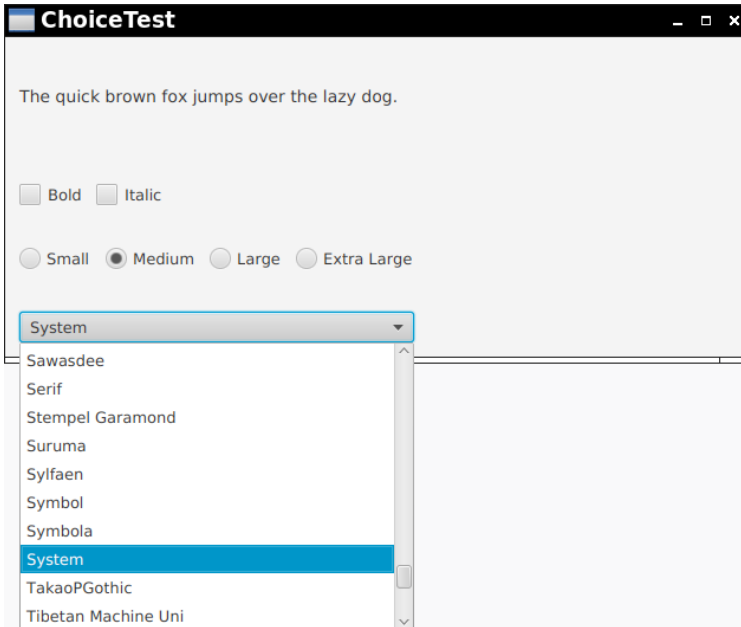 ChoiceTest
The quick brown fox jumps over the lazy dog.
Bold Italic
Small Medium Large Extra Large
System
Sawasdee
Serif
Stempel Garamond
Suruma
Sylfaen
Symbol
Symbola
System
TakaoPGothic
Tibetan Machine Uni